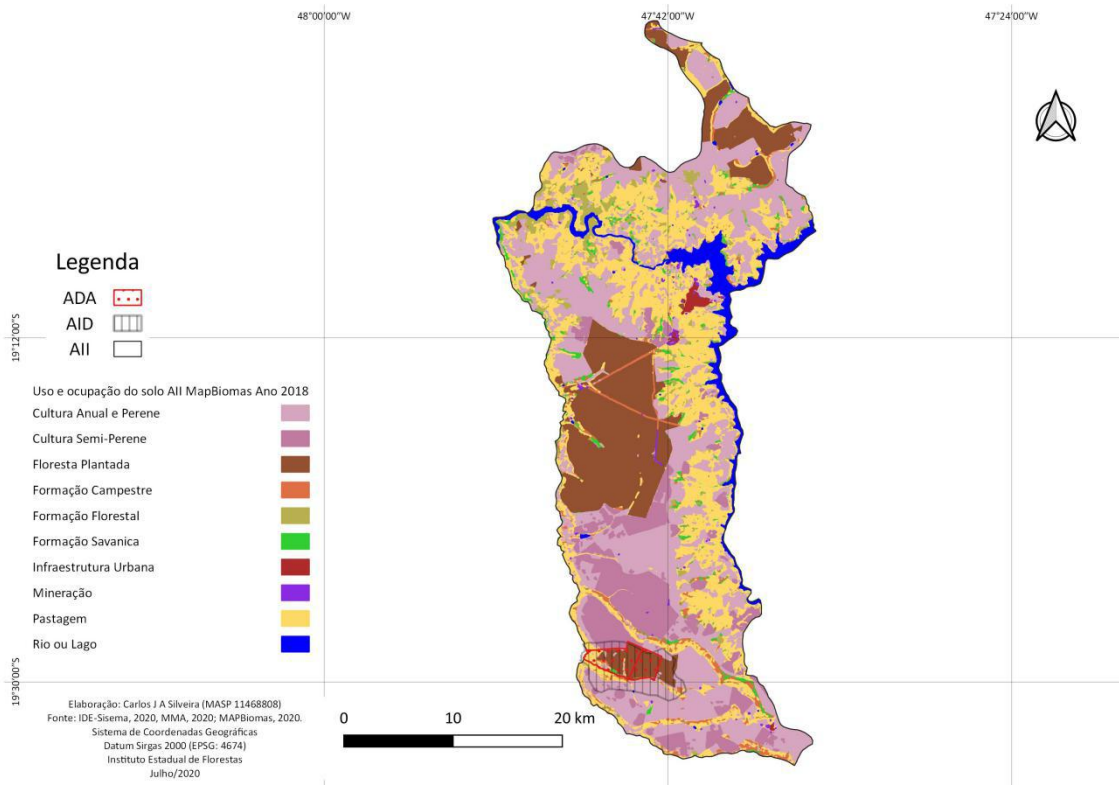 48°00'00"W
47°42'00"W
47°24'00"W
19°12'00"S
19°30'00"S
Legenda
ADA
AID
AII
Uso e ocupação do solo AII MapBiomas Ano 2018
Cultura Anual e Perene
Cultura Semi-Perene
Floresta Plantada
Formação Campestre
Formação Florestal
Formação Savanica
Infraestrutura Urbana
Mineração
Pastagem
Rio ou Lago
Elaboração: Carlos J A Silveira (MASP 11468808)
Fonte: IDE-Sisema, 2020, MMA, 2020; MAPBiomas, 2020.
Sistema de Coordenadas Geográficas
Datum Sirgas 2000 (EPSG: 4674)
Instituto Estadual de Florestas
Julho/2020
0 10 20 km